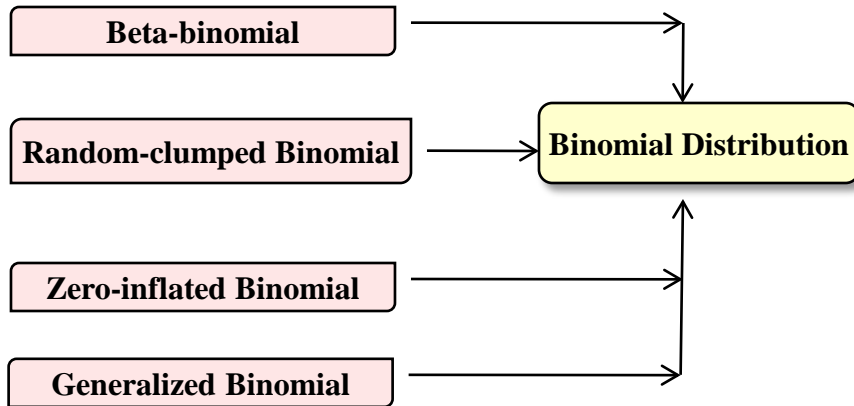 Beta-binomial
Random-clumped Binomial
Binomial Distribution
Zero-inflated Binomial
Generalized Binomial